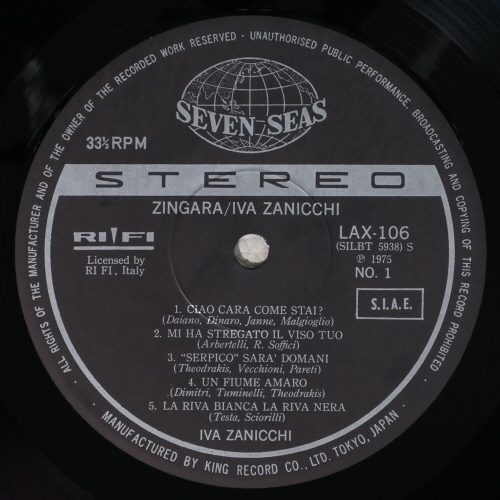 ALL RIGHTS OF THE MANUFACTURER AND OF THE OWNER OF THE RECORDED WORK RESERVED · UNAUTHORISED PUBLIC PERFORMANCE, BROADCASTING AND COPYING OF THIS RECORD PROHIBITED
SEVEN SEAS
33⅓ RPM
STEREO
ZINGARA/IVA ZANICCHI
RI-FI
Licensed by
RI FI, Italy
LAX-106
(SILBT 5938) S
℗ 1975
NO. 1
S.I.A.E.
1. CIAO CARA COME STAI?
(Daiano, Dinaro, Janne, Malgioglio)
2. MI HA STREGATO IL VISO TUO
(Arbertelli, R. Soffici)
3. "SERPICO" SARA' DOMANI
(Theodrakis, Vecchioni, Pareti)
4. UN FIUME AMARO
(Dimitri, Tuminelli, Theodrakis)
5. LA RIVA BIANCA LA RIVA NERA
(Testa, Sciorilli)
IVA ZANICCHI
MANUFACTURED BY KING RECORD CO., LTD. TOKYO, JAPAN